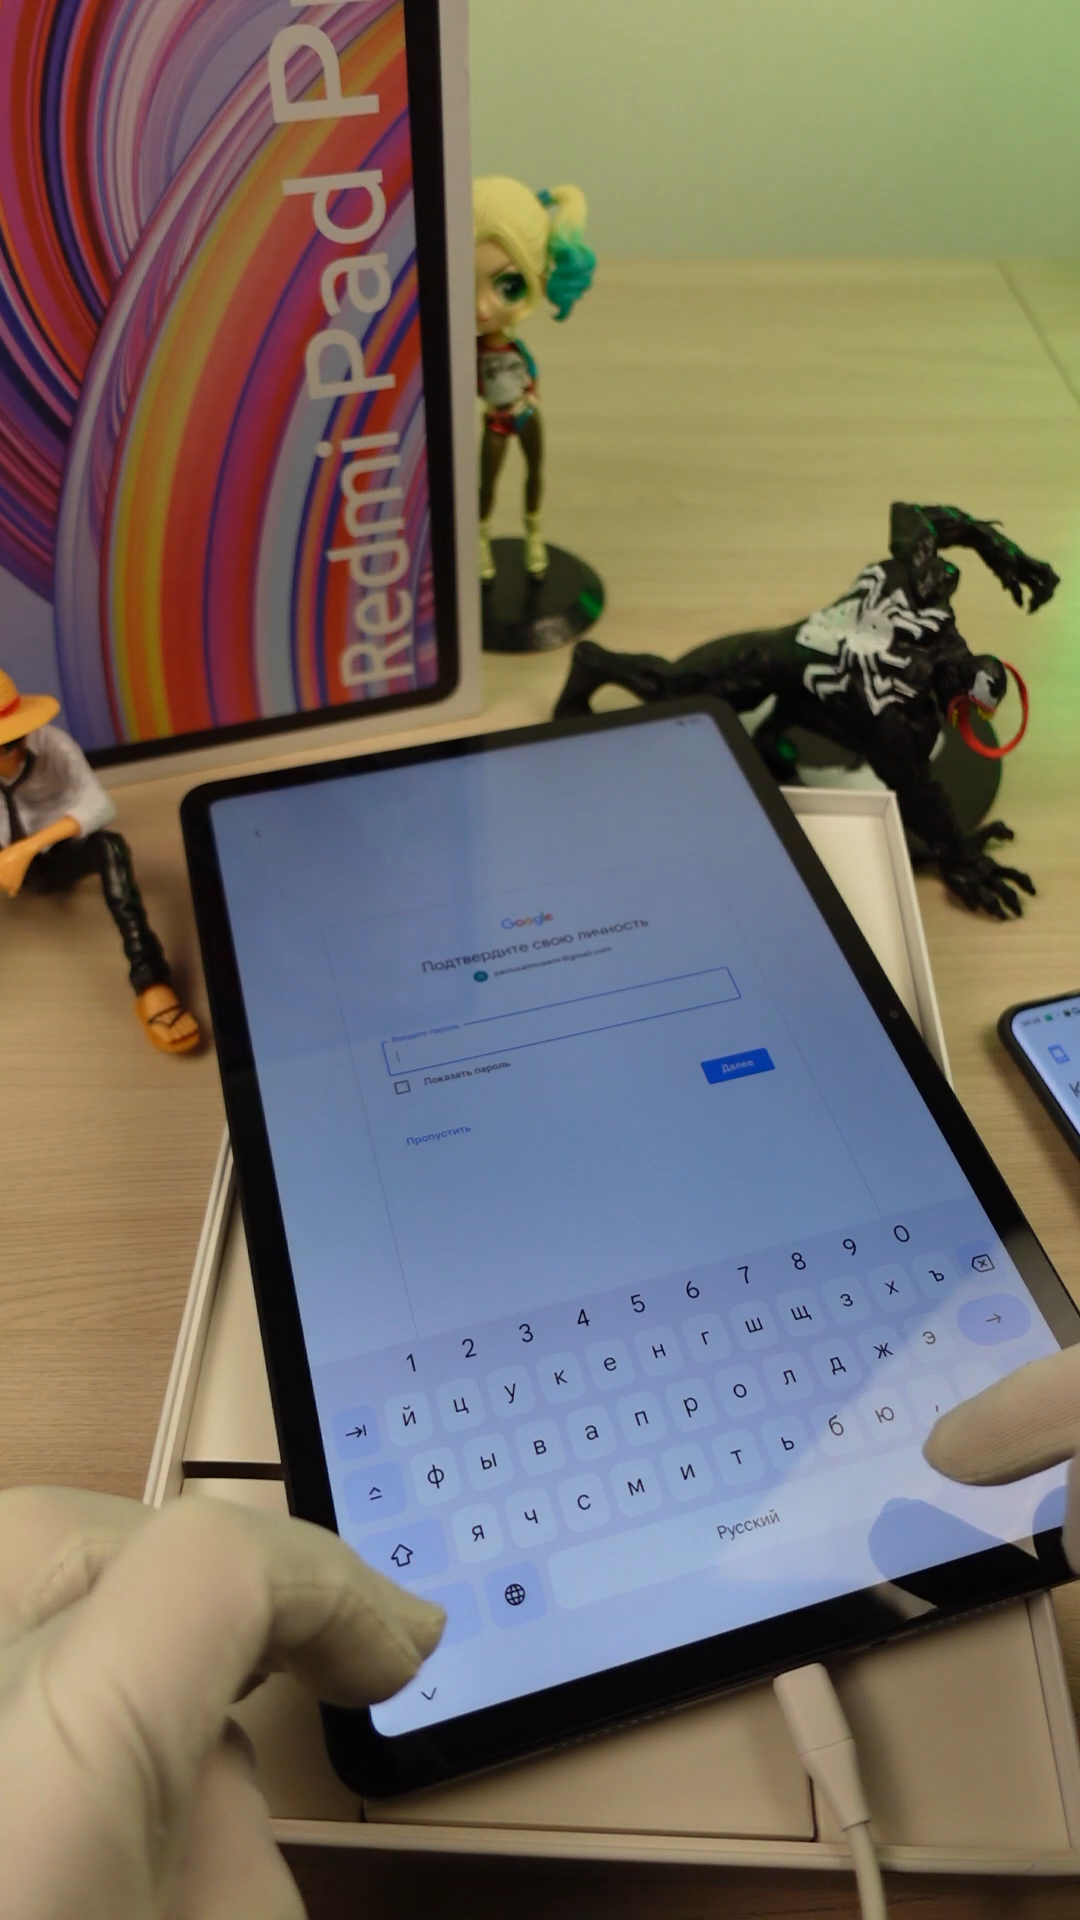 Redmi Pad P
Google
Подтвердите свою личность
Введите пароль
Показать пароль
Далее
Пропустить
1 2 3 4 5 6 7 8 9 0
й ц у к е н г ш щ з х ъ
ф ы в а п р о л д ж э
я ч с м и т ь б ю ,
Русский